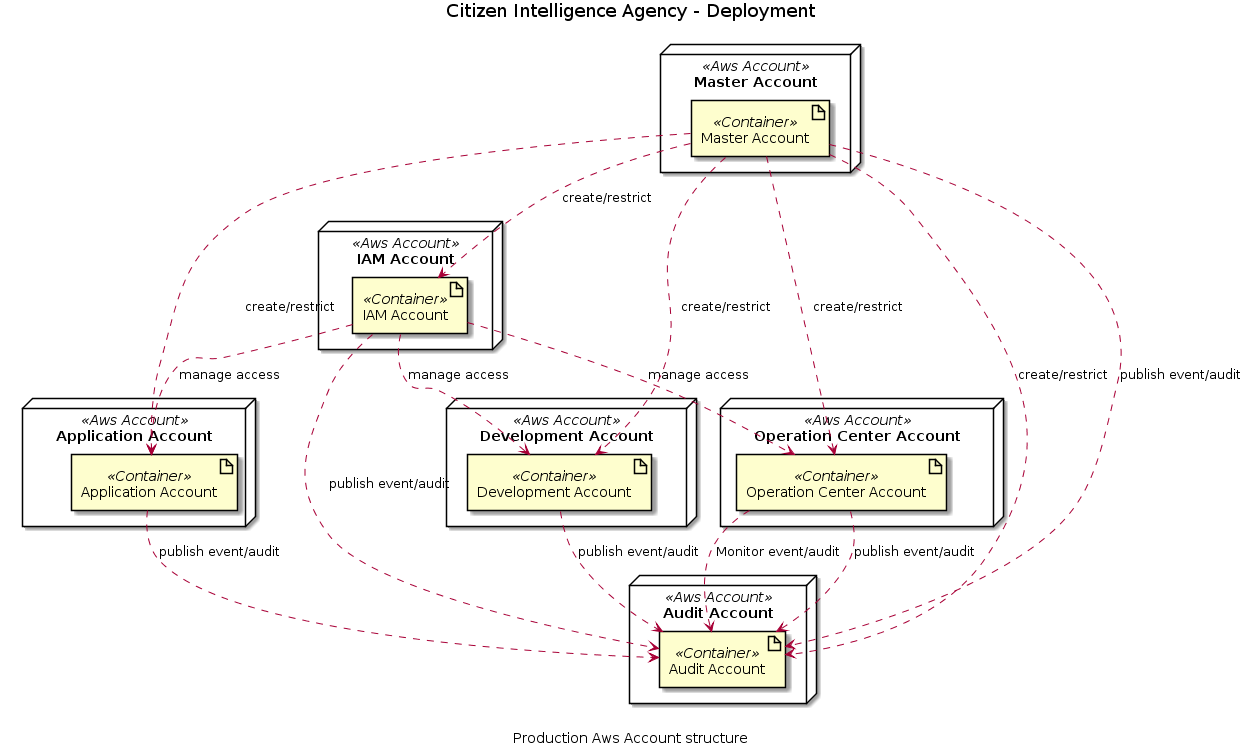 Citizen Intelligence Agency - Deployment
«Aws Account»
Master Account
«Container»
Master Account
create/restrict
«Aws Account»
IAM Account
«Container»
IAM Account
create/restrict
create/restrict
create/restrict
manage access
manage access
manage access
create/restrict
publish event/audit
«Aws Account»
Application Account
«Container»
Application Account
«Aws Account»
Development Account
«Container»
Development Account
«Aws Account»
Operation Center Account
«Container»
Operation Center Account
publish event/audit
publish event/audit
publish event/audit
Monitor event/audit
publish event/audit
«Aws Account»
Audit Account
«Container»
Audit Account
Production Aws Account structure